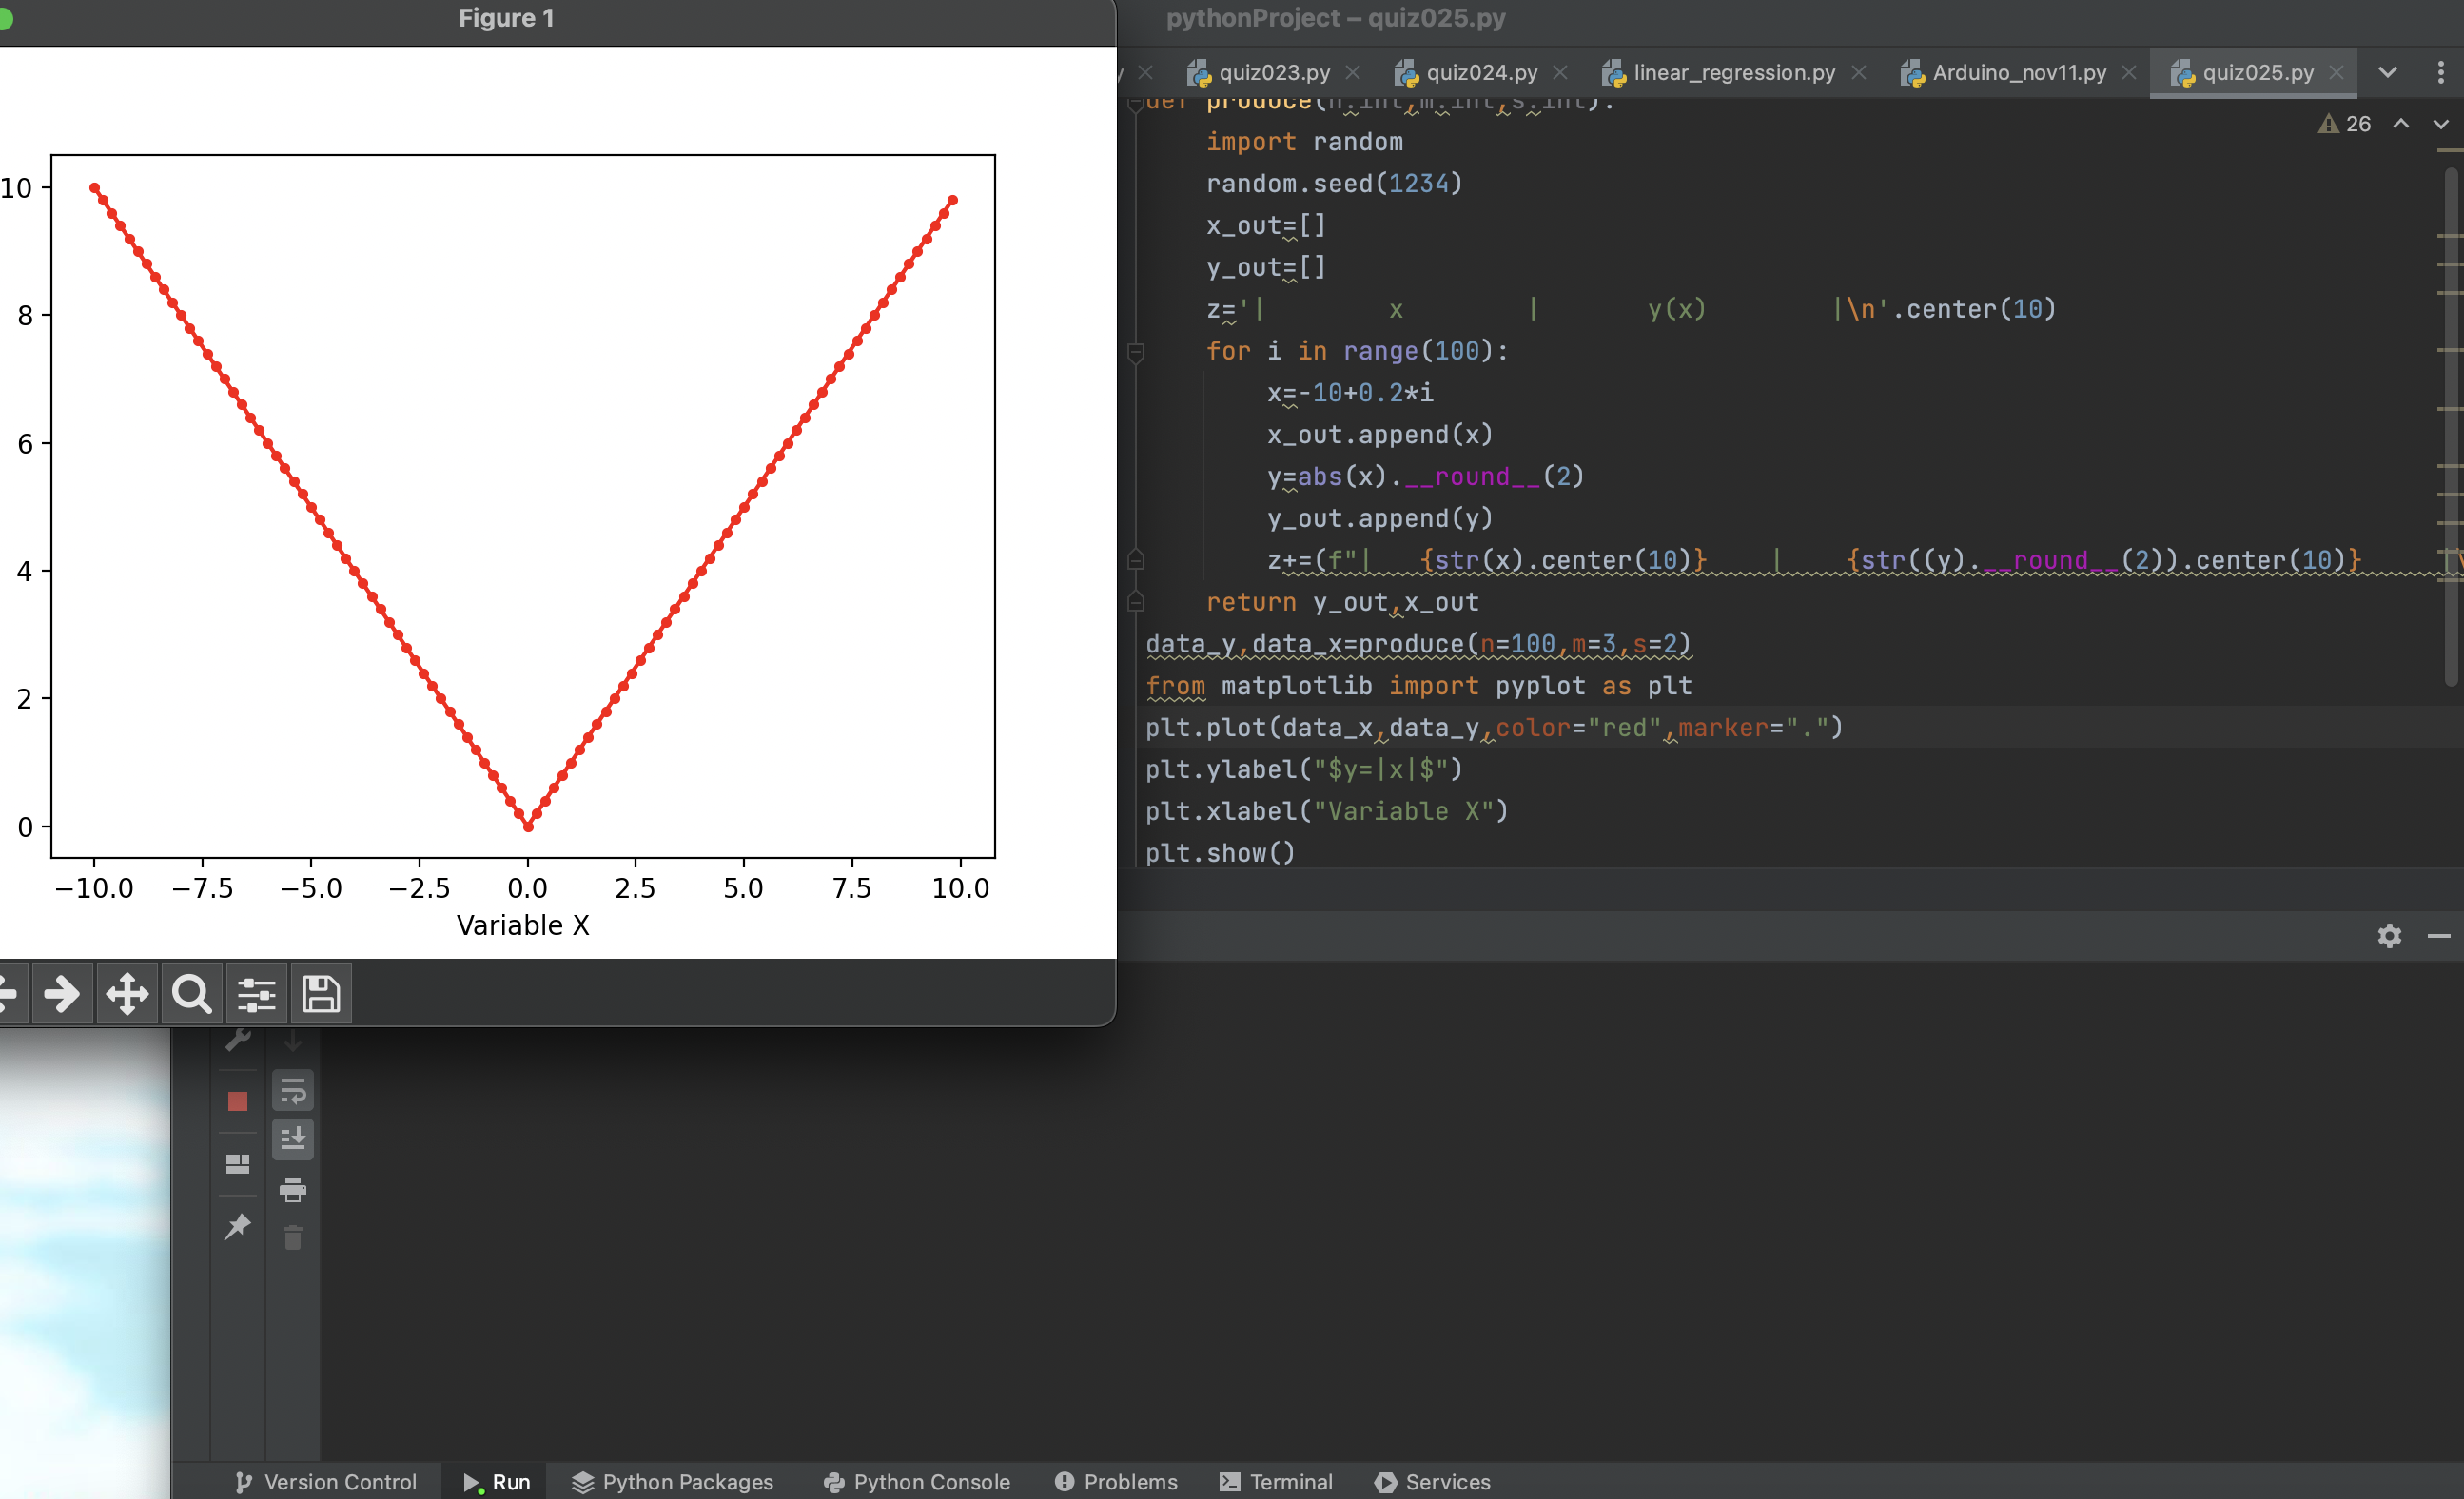 Figure 1
pythonProject – quiz025.py
quiz023.py
quiz024.py
linear_regression.py
Arduino_nov11.py
quiz025.py
26
def produce(n:int,m:int,s:int):
import random
random.seed(1234)
x_out=[]
y_out=[]
z='| x | y(x) |\n'.center(10)
for i in range(100):
x=-10+0.2*i
x_out.append(x)
y=abs(x).__round__(2)
y_out.append(y)
z+=(f"| {str(x).center(10)} | {str((y).__round__(2)).center(10)} |\
return y_out,x_out
data_y,data_x=produce(n=100,m=3,s=2)
from matplotlib import pyplot as plt
plt.plot(data_x,data_y,color="red",marker=".")
plt.ylabel("$y=|x|$")
plt.xlabel("Variable X")
plt.show()
10
8
6
4
2
0
−10.0 −7.5 −5.0 −2.5 0.0 2.5 5.0 7.5 10.0
Variable X
Version Control Run Python Packages Python Console Problems Terminal Services